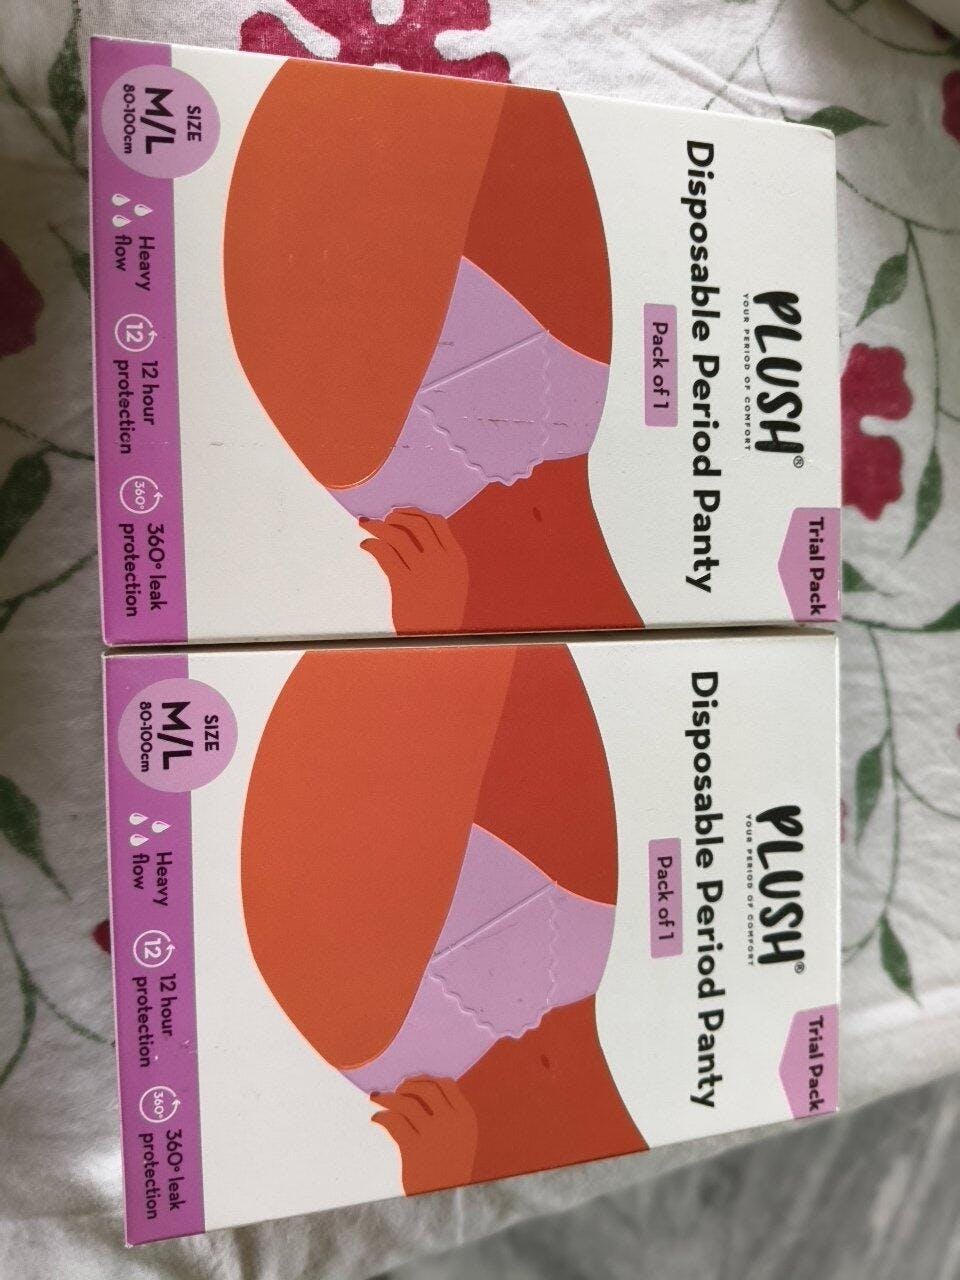 Trial Pack
PLUSH®
YOUR PERIOD OF COMFORT
Disposable Period Panty
Pack of 1
SIZE
M/L
80-100cm
Heavy
flow
12
12 hour
protection
360°
360° leak
protection
Trial Pack
PLUSH®
YOUR PERIOD OF COMFORT
Disposable Period Panty
Pack of 1
SIZE
M/L
80-100cm
Heavy
flow
12
12 hour
protection
360°
360° leak
protection